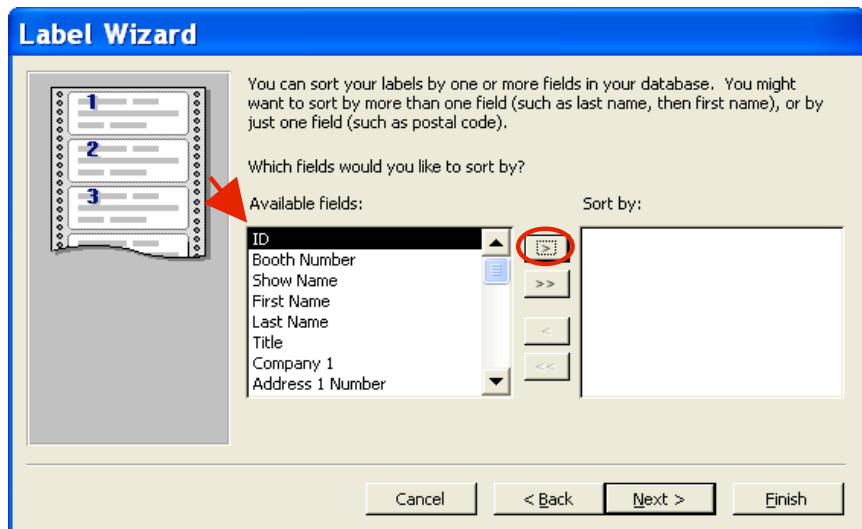 Label Wizard
You can sort your labels by one or more fields in your database.  You might
want to sort by more than one field (such as last name, then first name), or by
just one field (such as postal code).
Which fields would you like to sort by?
1
2
3
Available fields:
Sort by:
ID
Booth Number
Show Name
First Name
Last Name
Title
Company 1
Address 1 Number
>
>>
<
<<
Cancel
< Back
Next >
Finish